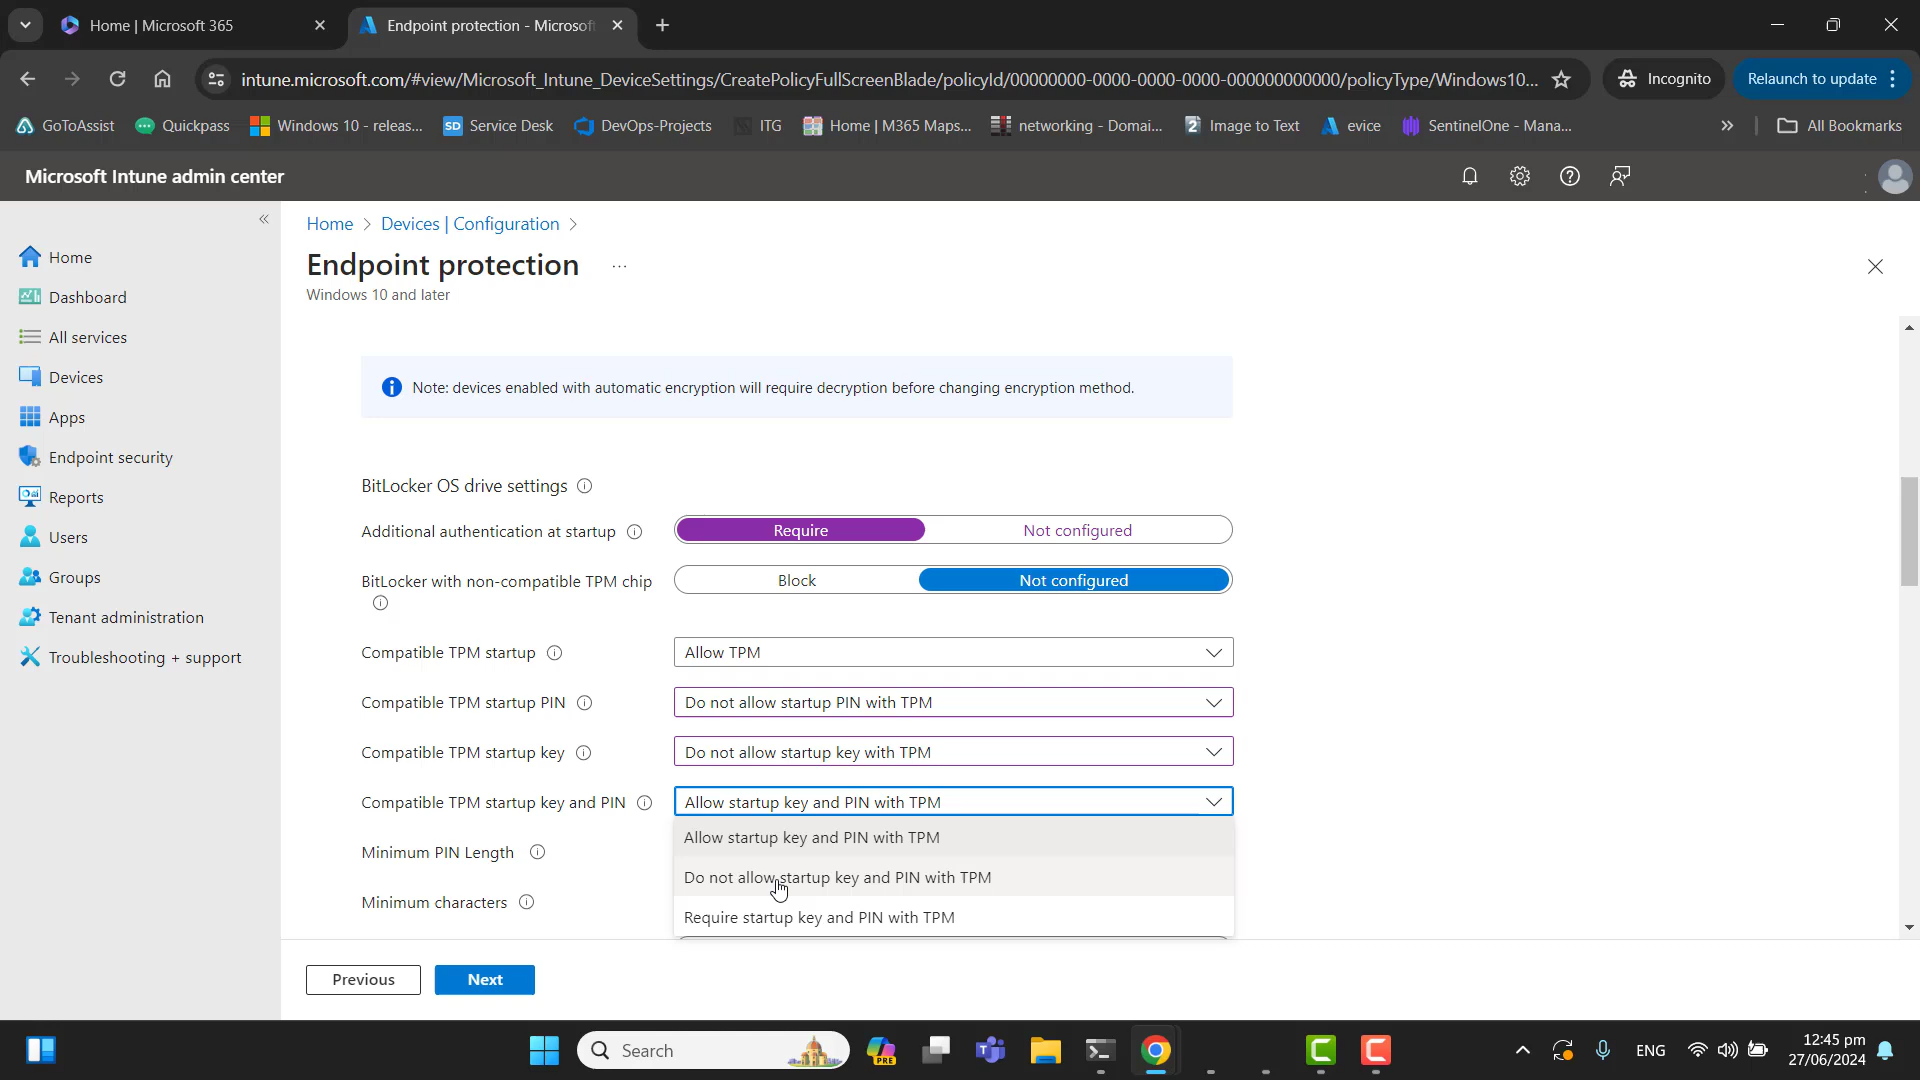 Home | Microsoft 365
Endpoint protection - Microsoft
intune.microsoft.com/#view/Microsoft_Intune_DeviceSettings/CreatePolicyFullScreenBlade/policyId/00000000-0000-0000-0000-000000000000/policyType/Windows10...
Incognito
Relaunch to update
GoToAssist
Quickpass
Windows 10 - releas...
SD Service Desk
DevOps-Projects
ITG
Home | M365 Maps...
networking - Domai...
Image to Text
evice
SentinelOne - Mana...
All Bookmarks
Microsoft Intune admin center
Home
Dashboard
All services
Devices
Apps
Endpoint security
Reports
Users
Groups
Tenant administration
Troubleshooting + support
Home > Devices | Configuration >
Endpoint protection ...
Windows 10 and later
Note: devices enabled with automatic encryption will require decryption before changing encryption method.
BitLocker OS drive settings
Additional authentication at startup
Require Not configured
BitLocker with non-compatible TPM chip
Block Not configured
Compatible TPM startup
Allow TPM
Compatible TPM startup PIN
Do not allow startup PIN with TPM
Compatible TPM startup key
Do not allow startup key with TPM
Compatible TPM startup key and PIN
Allow startup key and PIN with TPM
Allow startup key and PIN with TPM
Do not allow startup key and PIN with TPM
Require startup key and PIN with TPM
Minimum PIN Length
Minimum characters
Previous
Next
Search
PRE
ENG
12:45 pm
27/06/2024